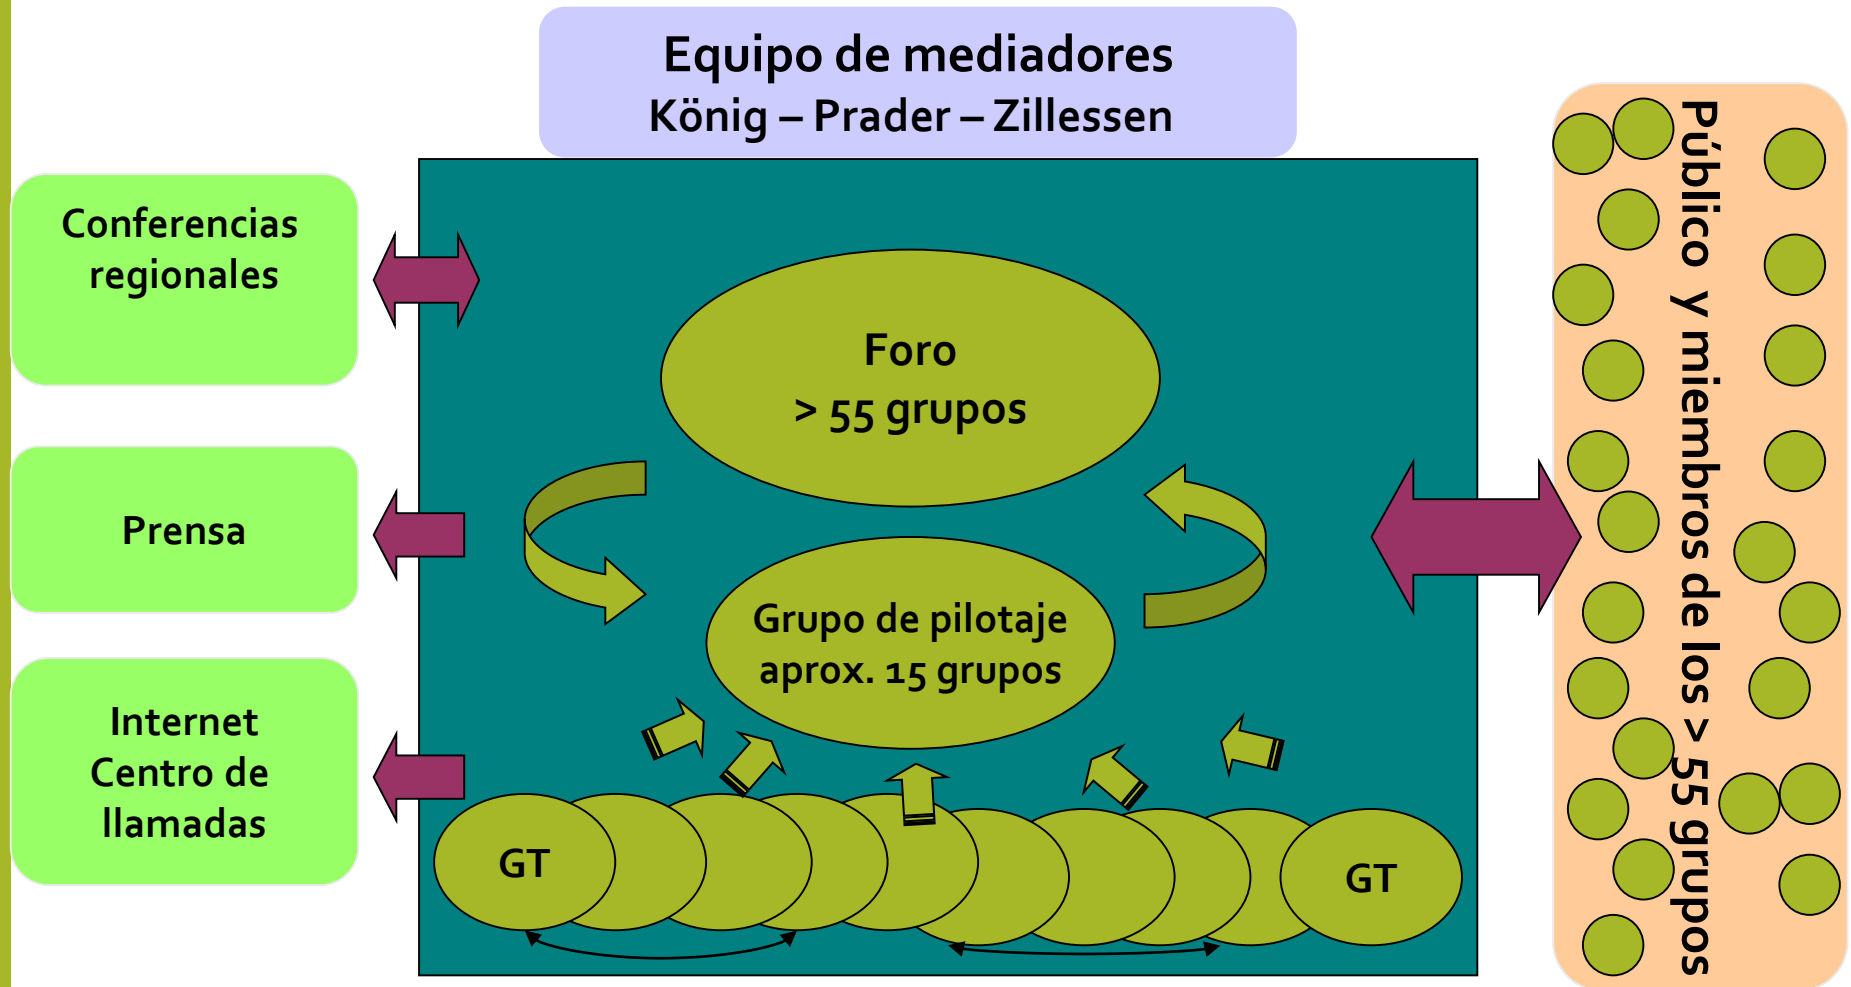 Equipo de mediadores
König – Prader – Zillessen
Conferencias
regionales
Prensa
Internet
Centro de
llamadas
Foro
> 55 grupos
Grupo de pilotaje
aprox. 15 grupos
GT
GT
Público y miembros de los > 55 grupos